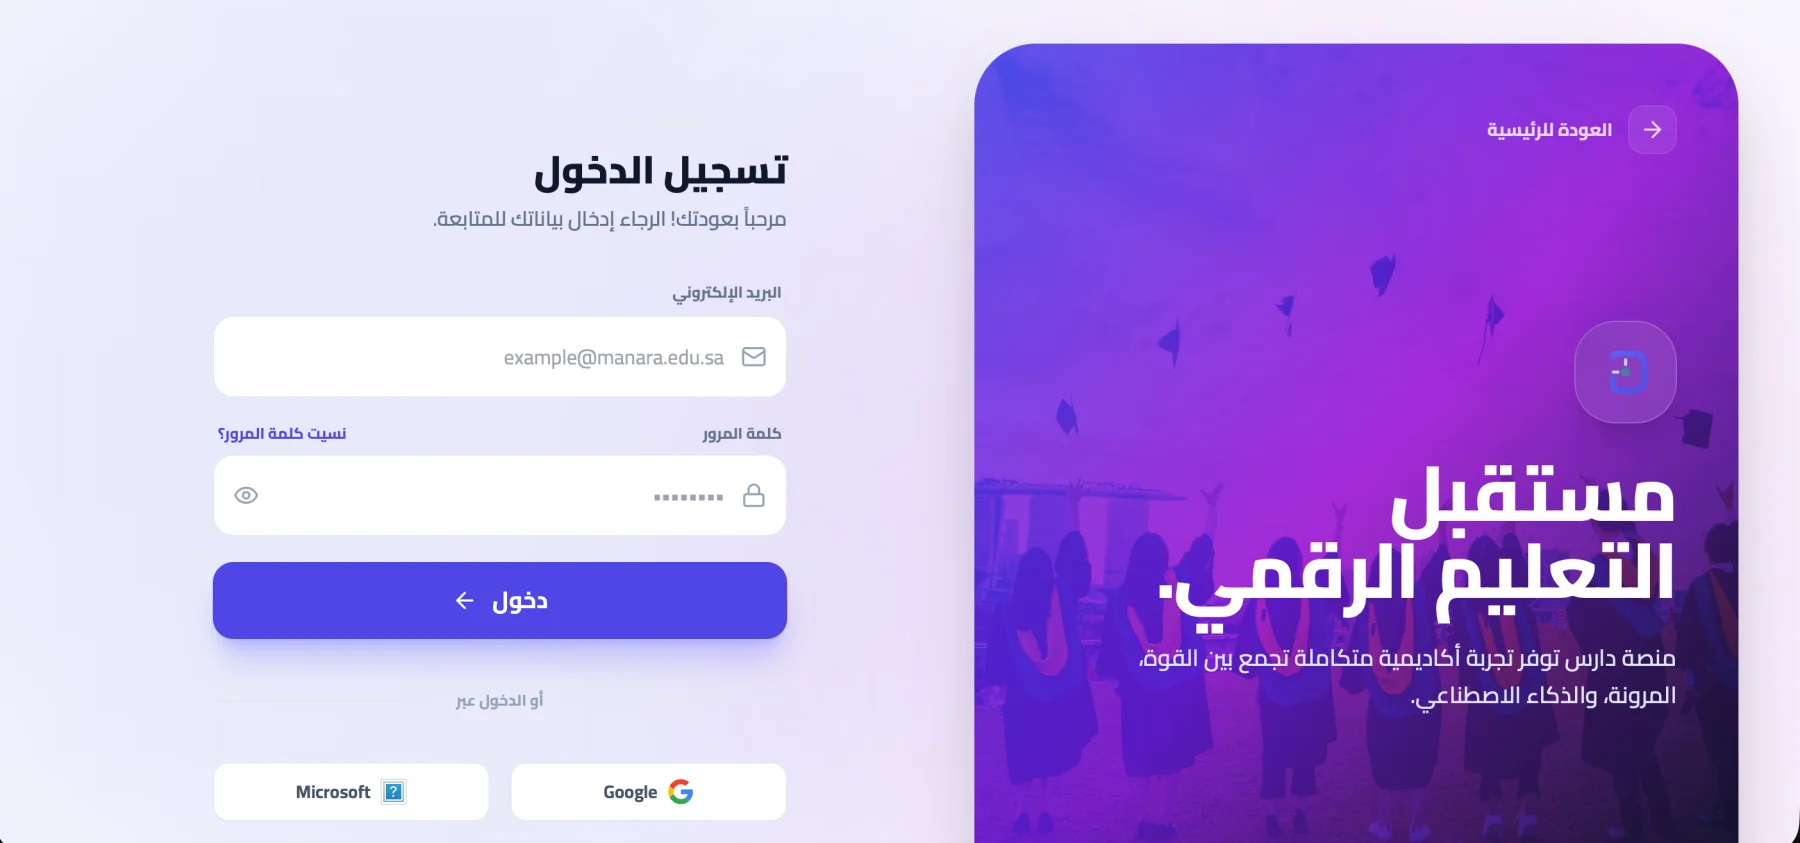 العودة للرئيسية
مستقبل
التعليم الرقمي.
منصة دارس توفر تجربة أكاديمية متكاملة تجمع بين القوة،
المرونة، والذكاء الاصطناعي.
تسجيل الدخول
مرحباً بعودتك! الرجاء إدخال بياناتك للمتابعة.
البريد الإلكتروني
example@manara.edu.sa
كلمة المرور
نسيت كلمة المرور؟
دخول
أو الدخول عبر
Google
Microsoft